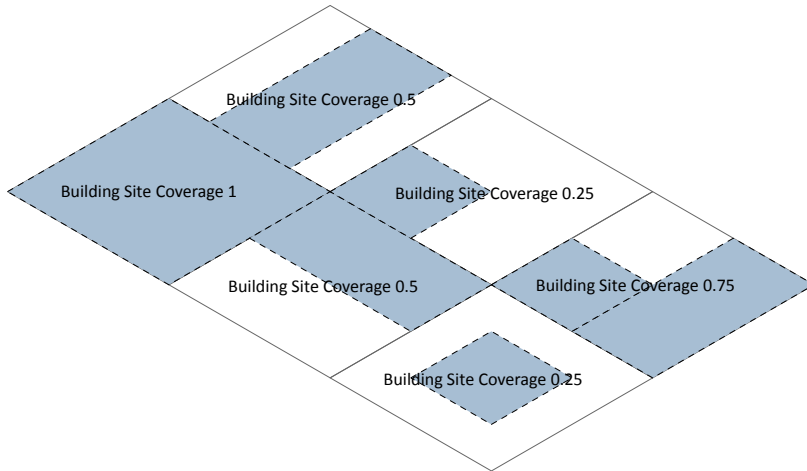 Building Site Coverage 0.5
Building Site Coverage 1
Building Site Coverage 0.25
Building Site Coverage 0.5
Building Site Coverage 0.75
Building Site Coverage 0.25